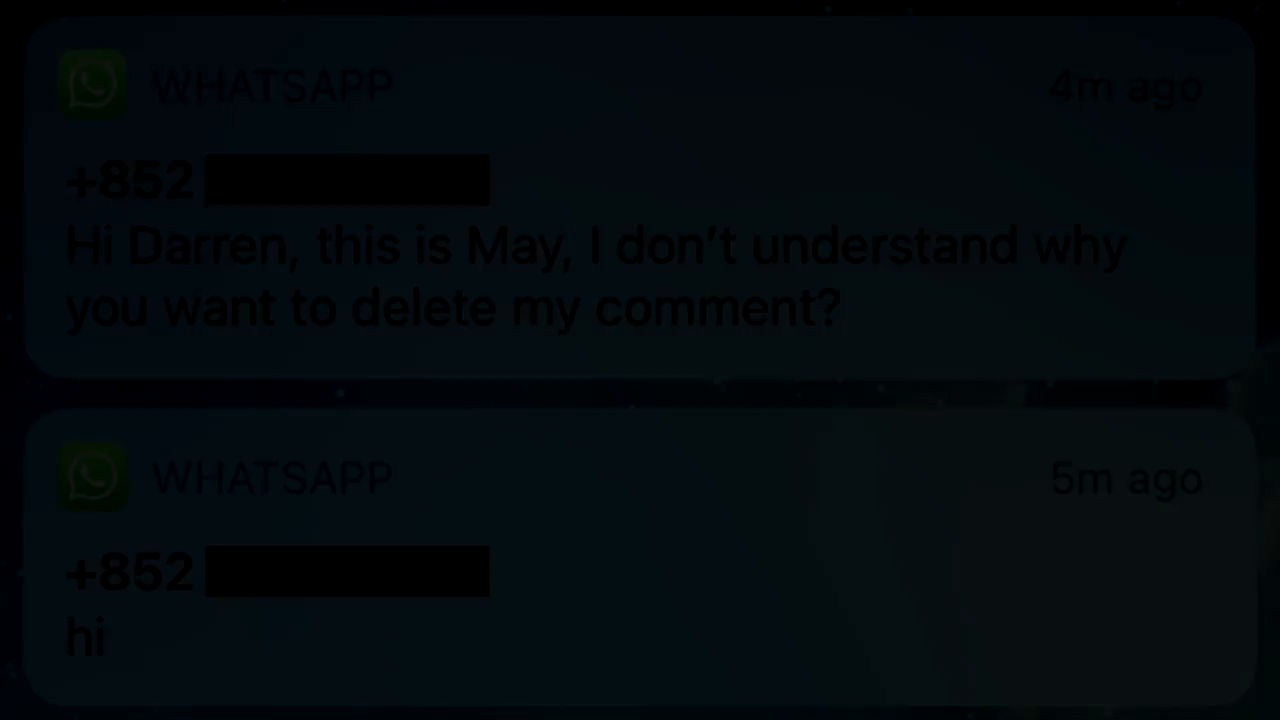 WHATSAPP 4m ago
+852
Hi Darren, this is May, I don’t understand why
you want to delete my comment?
WHATSAPP 5m ago
+852
hi